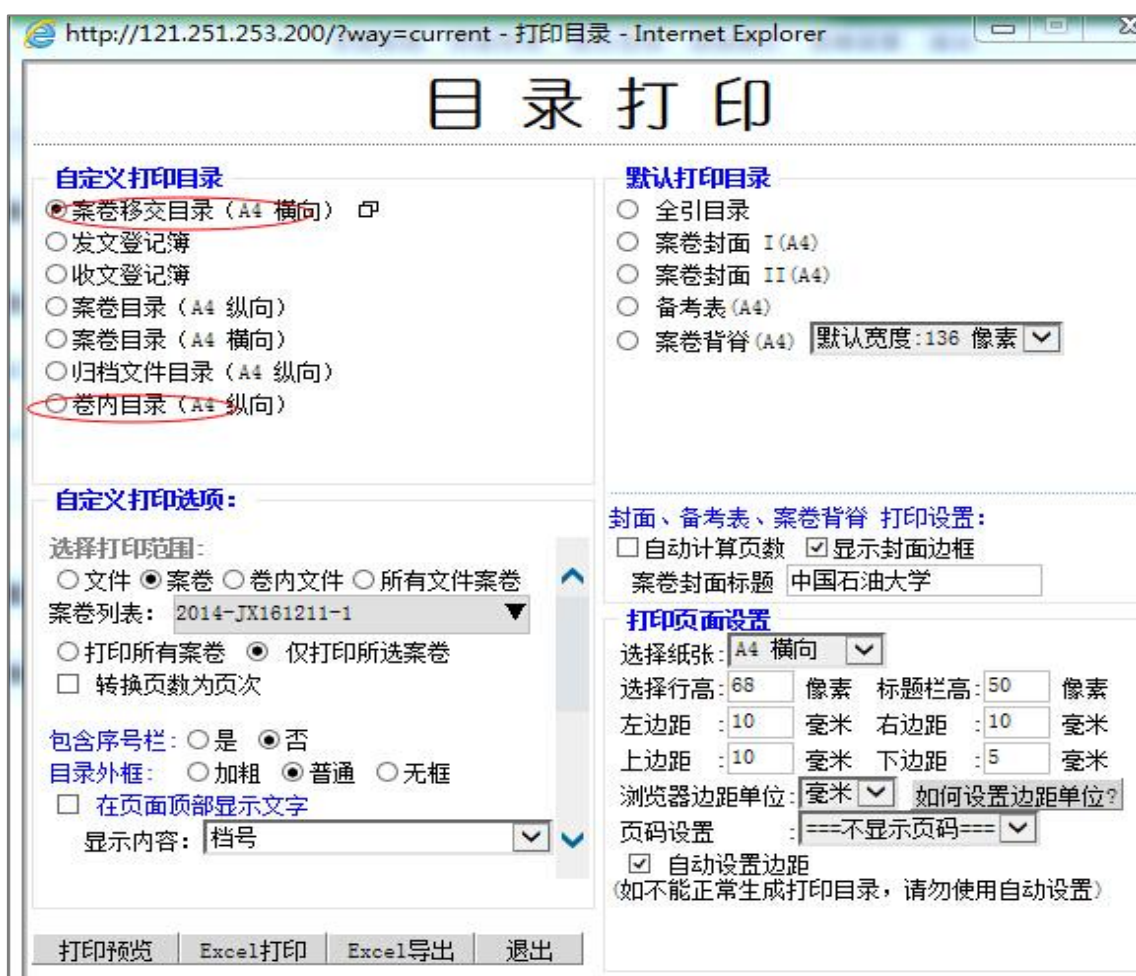 http://121.251.253.200/?way=current - 打印目录 - Internet Explorer
目录打印
自定义打印目录
案卷移交目录（A4 横向）
发文登记簿
收文登记簿
案卷目录（A4 纵向）
案卷目录（A4 横向）
归档文件目录（A4 纵向）
卷内目录（A4 纵向）
默认打印目录
全引目录
案卷封面 I(A4)
案卷封面 II(A4)
备考表(A4)
案卷背脊(A4) 默认宽度:136 像素
自定义打印选项：
选择打印范围:
文件 案卷 卷内文件 所有文件案卷
案卷列表： 2014-JX161211-1
打印所有案卷 仅打印所选案卷
转换页数为页次
包含序号栏: 是 否
目录外框: 加粗 普通 无框
在页面顶部显示文字
显示内容： 档号
封面、备考表、案卷背脊 打印设置：
自动计算页数 显示封面边框
案卷封面标题 中国石油大学
打印页面设置
选择纸张: A4 横向
选择行高: 68 像素 标题栏高: 50 像素
左边距 : 10 毫米 右边距 : 10 毫米
上边距 : 10 毫米 下边距 : 5 毫米
浏览器边距单位: 毫米 如何设置边距单位?
页码设置 : ===不显示页码===
自动设置边距
(如不能正常生成打印目录，请勿使用自动设置)
打印预览 Excel打印 Excel导出 退出